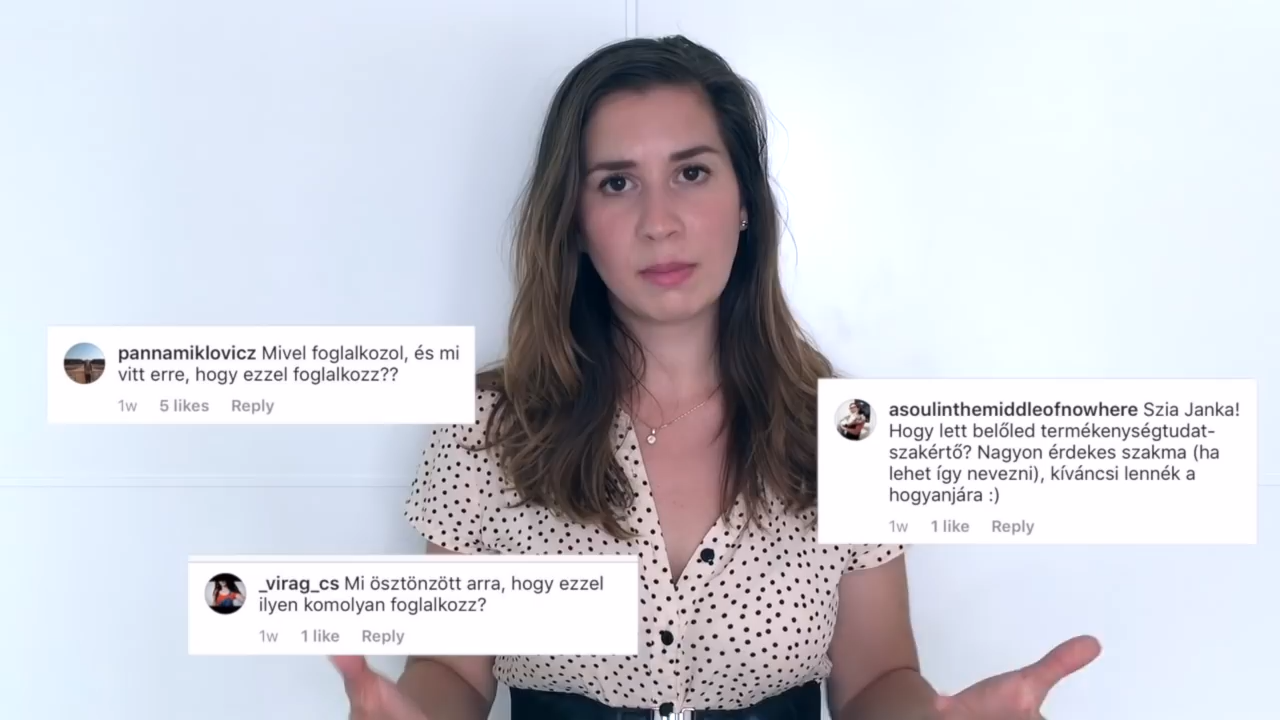 pannamiklovicz Mivel foglalkozol, és mi
vitt erre, hogy ezzel foglalkozz??
1w 5 likes Reply
asoulinthemiddleofnowhere Szia Janka!
Hogy lett belőled termékenységtudat-
szakértő? Nagyon érdekes szakma (ha
lehet így nevezni), kíváncsi lennék a
hogyanjára :)
1w 1 like Reply
_virag_cs Mi ösztönzött arra, hogy ezzel
ilyen komolyan foglalkozz?
1w 1 like Reply